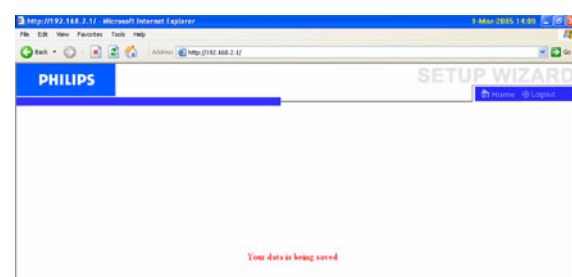 http://192.168.2.1/ - Microsoft Internet Explorer 1-Mar-2005 14:09
File Edit View Favorites Tools Help
Back Address http://192.168.2.1/ Go
PHILIPS SETUP WIZARD
Home Logout
Your data is being saved